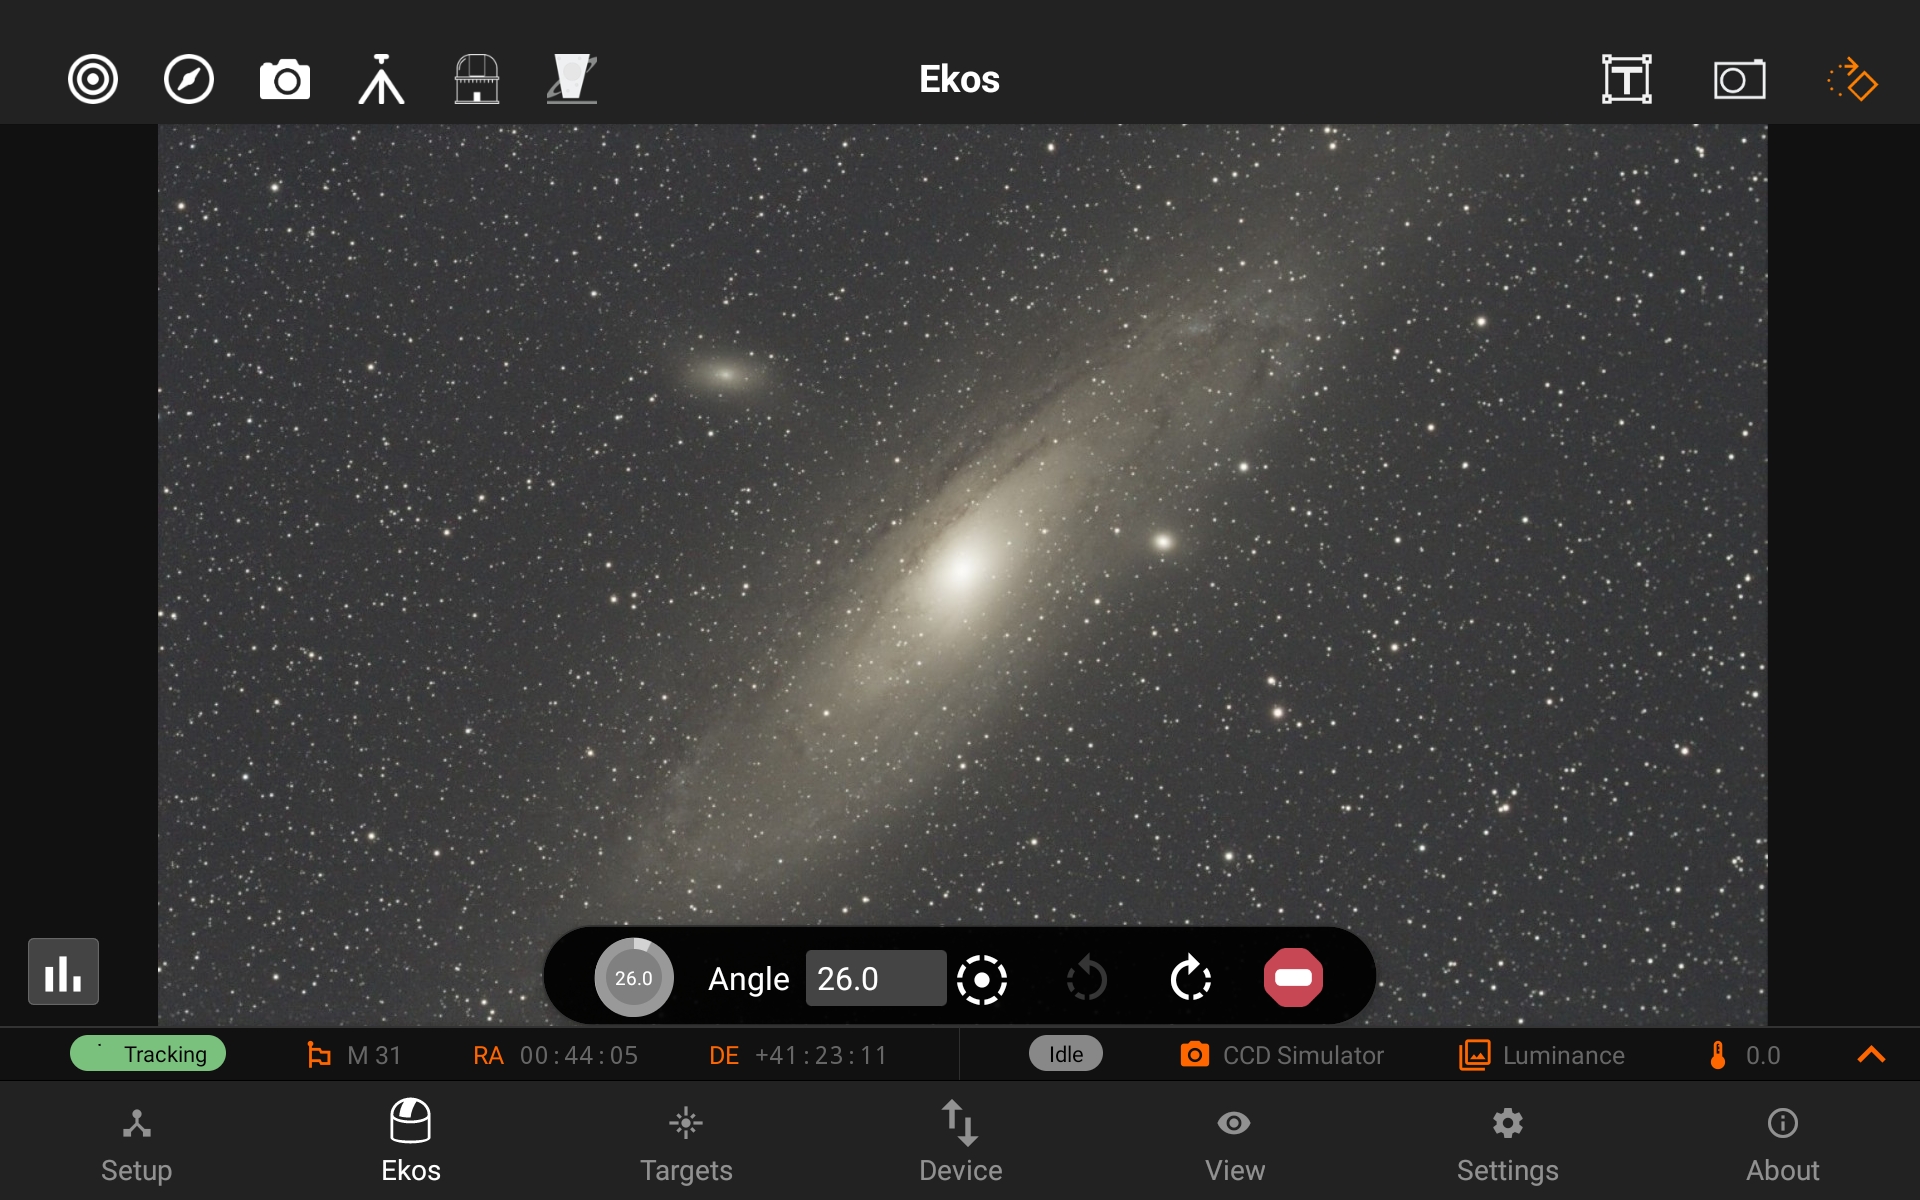 Ekos
T
26.0 Angle 26.0
Tracking M 31 RA 00:44:05 DE +41:23:11 Idle CCD Simulator Luminance 0.0
Setup Ekos Targets Device View Settings About